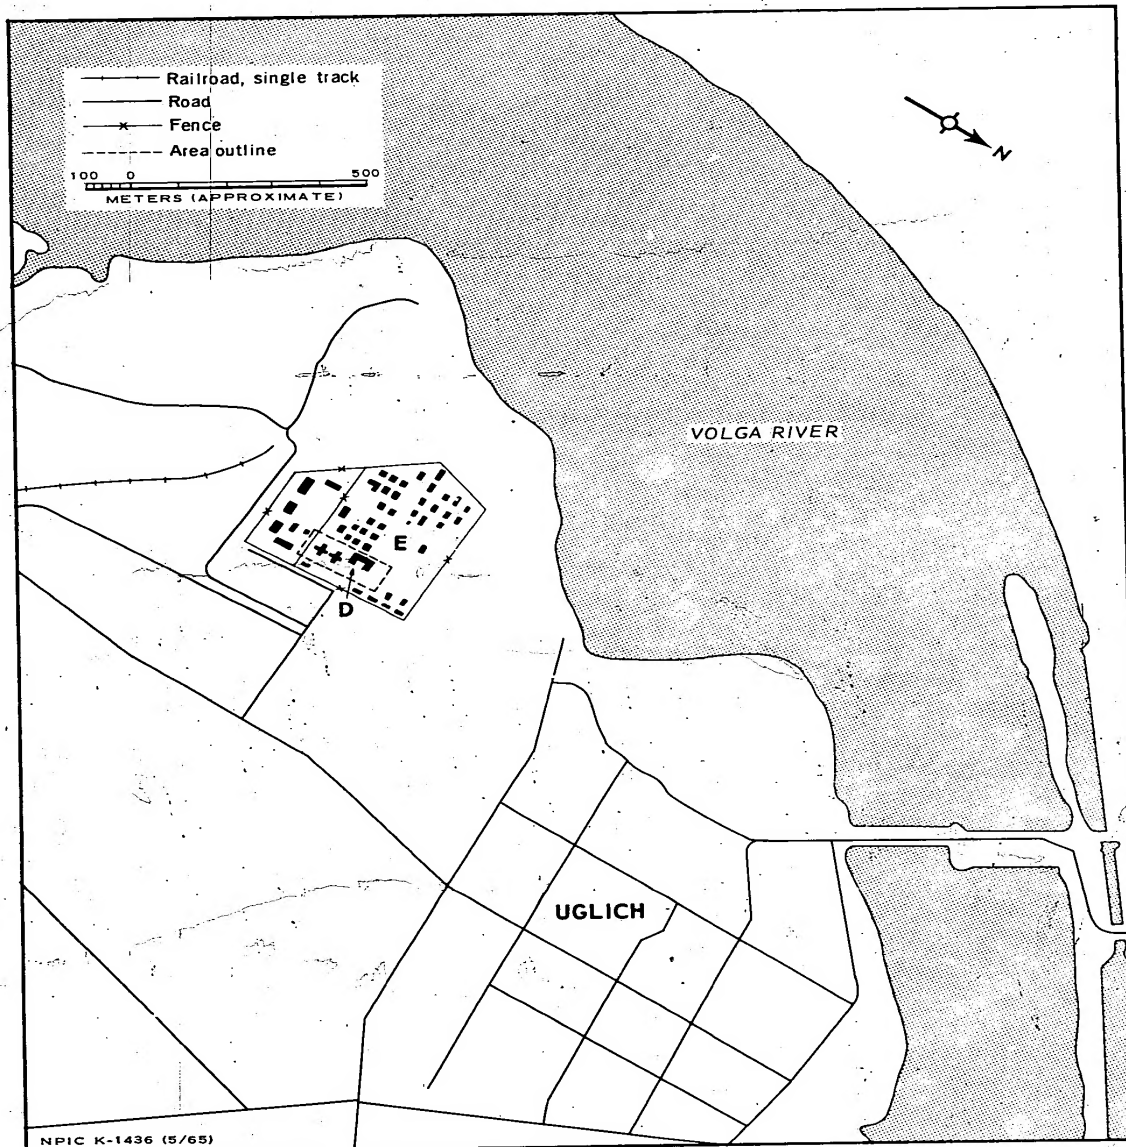 Railroad, single track
Road
Fence
Area outline
100 0 500
METERS (APPROXIMATE)
N
VOLGA RIVER
E
D
UGLICH
NPIC K-1436 (5/65)